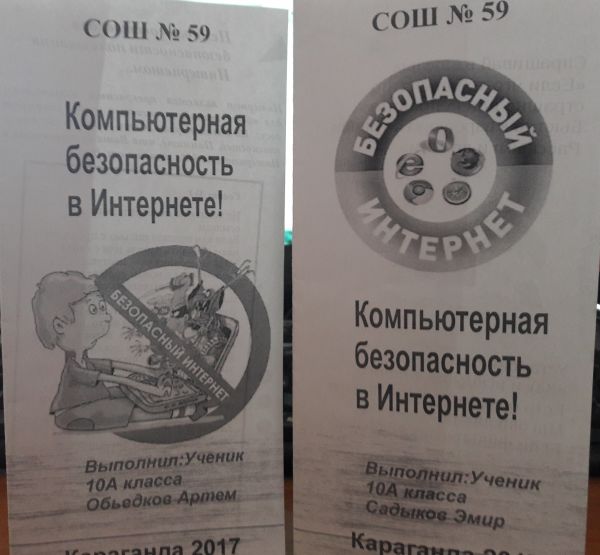 СОШ № 59
Компьютерная
безопасность
в Интернете!
БЕЗОПАСНЫЙ ИНТЕРНЕТ
Выполнил:Ученик
10А класса
Обьедков Артем
Караганда 2017
СОШ № 59
БЕЗОПАСНЫЙ
ИНТЕРНЕТ
Компьютерная
безопасность
в Интернете!
Выполнил:Ученик
10А класса
Садыков Эмир
Караганда